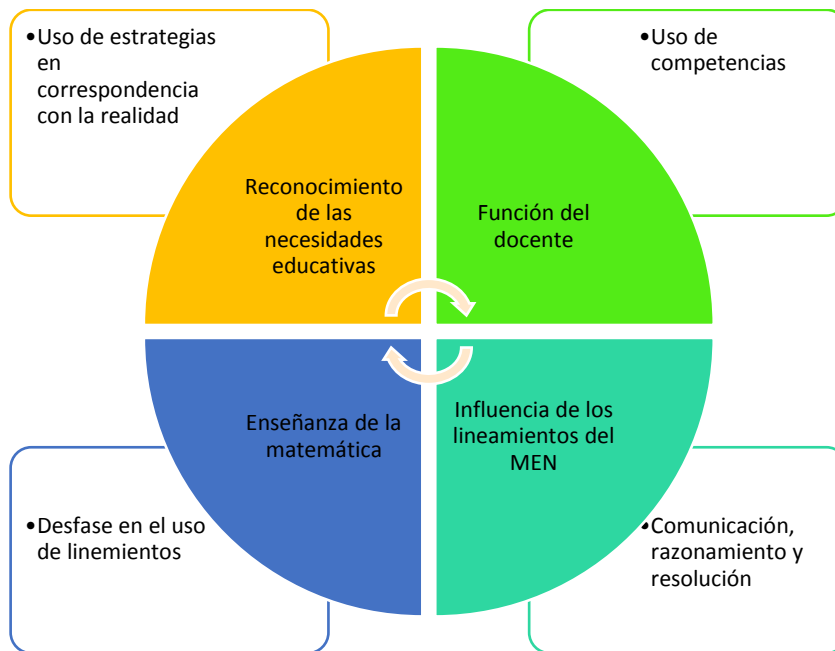 •Uso de estrategias
en
correspondencia
con la realidad
•Uso de
competencias
Reconocimiento
de las
necesidades
educativas
Función del
docente
Enseñanza de la
matemática
Influencia de los
lineamientos del
MEN
•Desfase en el uso
de linemientos
•Comunicación,
razonamiento y
resolución